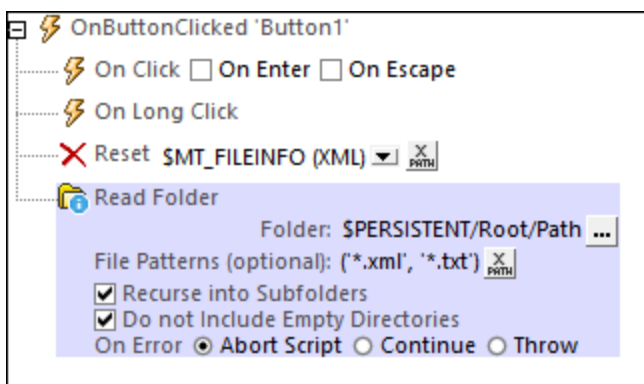 OnButtonClicked 'Button1'
On Click On Enter On Escape
On Long Click
Reset $MT_FILEINFO (XML) X PATH
Read Folder
Folder: $PERSISTENT/Root/Path ...
File Patterns (optional): ('*.xml', '*.txt') X PATH
Recurse into Subfolders
Do not Include Empty Directories
On Error Abort Script Continue Throw